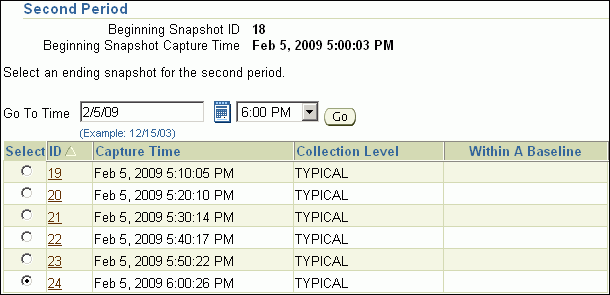 Second Period
Beginning Snapshot ID 18
Beginning Snapshot Capture Time Feb 5, 2009 5:00:03 PM
Select an ending snapshot for the second period.
Go To Time 2/5/09 6:00 PM Go
(Example: 12/15/03)
Select ID Capture Time Collection Level Within A Baseline
19 Feb 5, 2009 5:10:05 PM TYPICAL
20 Feb 5, 2009 5:20:10 PM TYPICAL
21 Feb 5, 2009 5:30:14 PM TYPICAL
22 Feb 5, 2009 5:40:17 PM TYPICAL
23 Feb 5, 2009 5:50:22 PM TYPICAL
24 Feb 5, 2009 6:00:26 PM TYPICAL